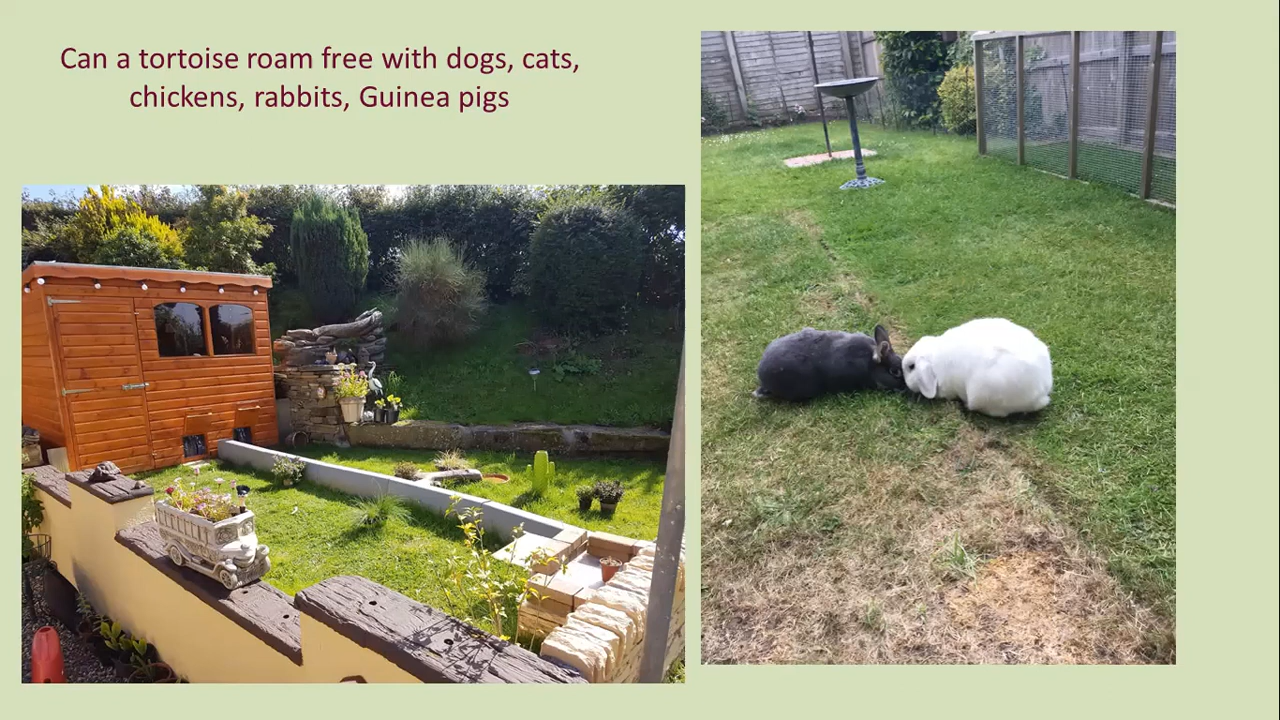 Can a tortoise roam free with dogs, cats,
chickens, rabbits, Guinea pigs